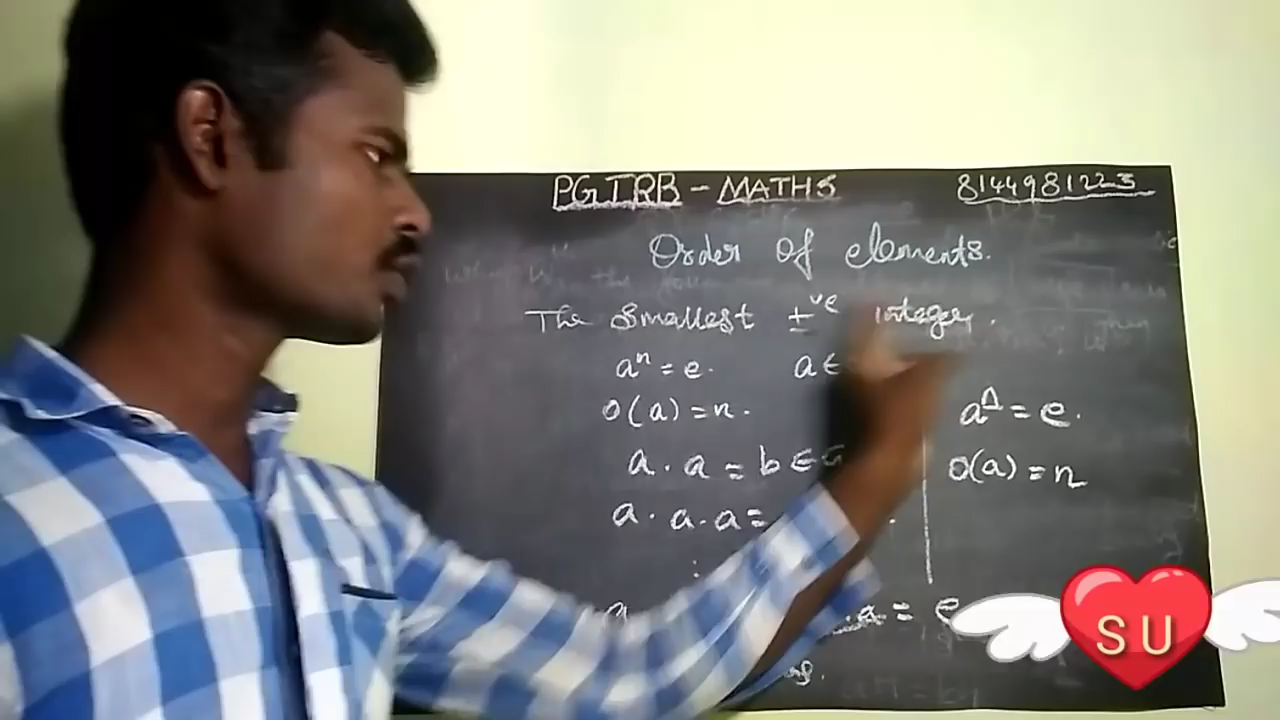 PGTRB - MATHS 8144981223
Order of elements.
The Smallest ±ve integer.
aⁿ = e. a ∈
O(a) = n.
a . a = b ∈ G
a . a . a =
a = e
aⁿ = e.
O(a) = n
SU